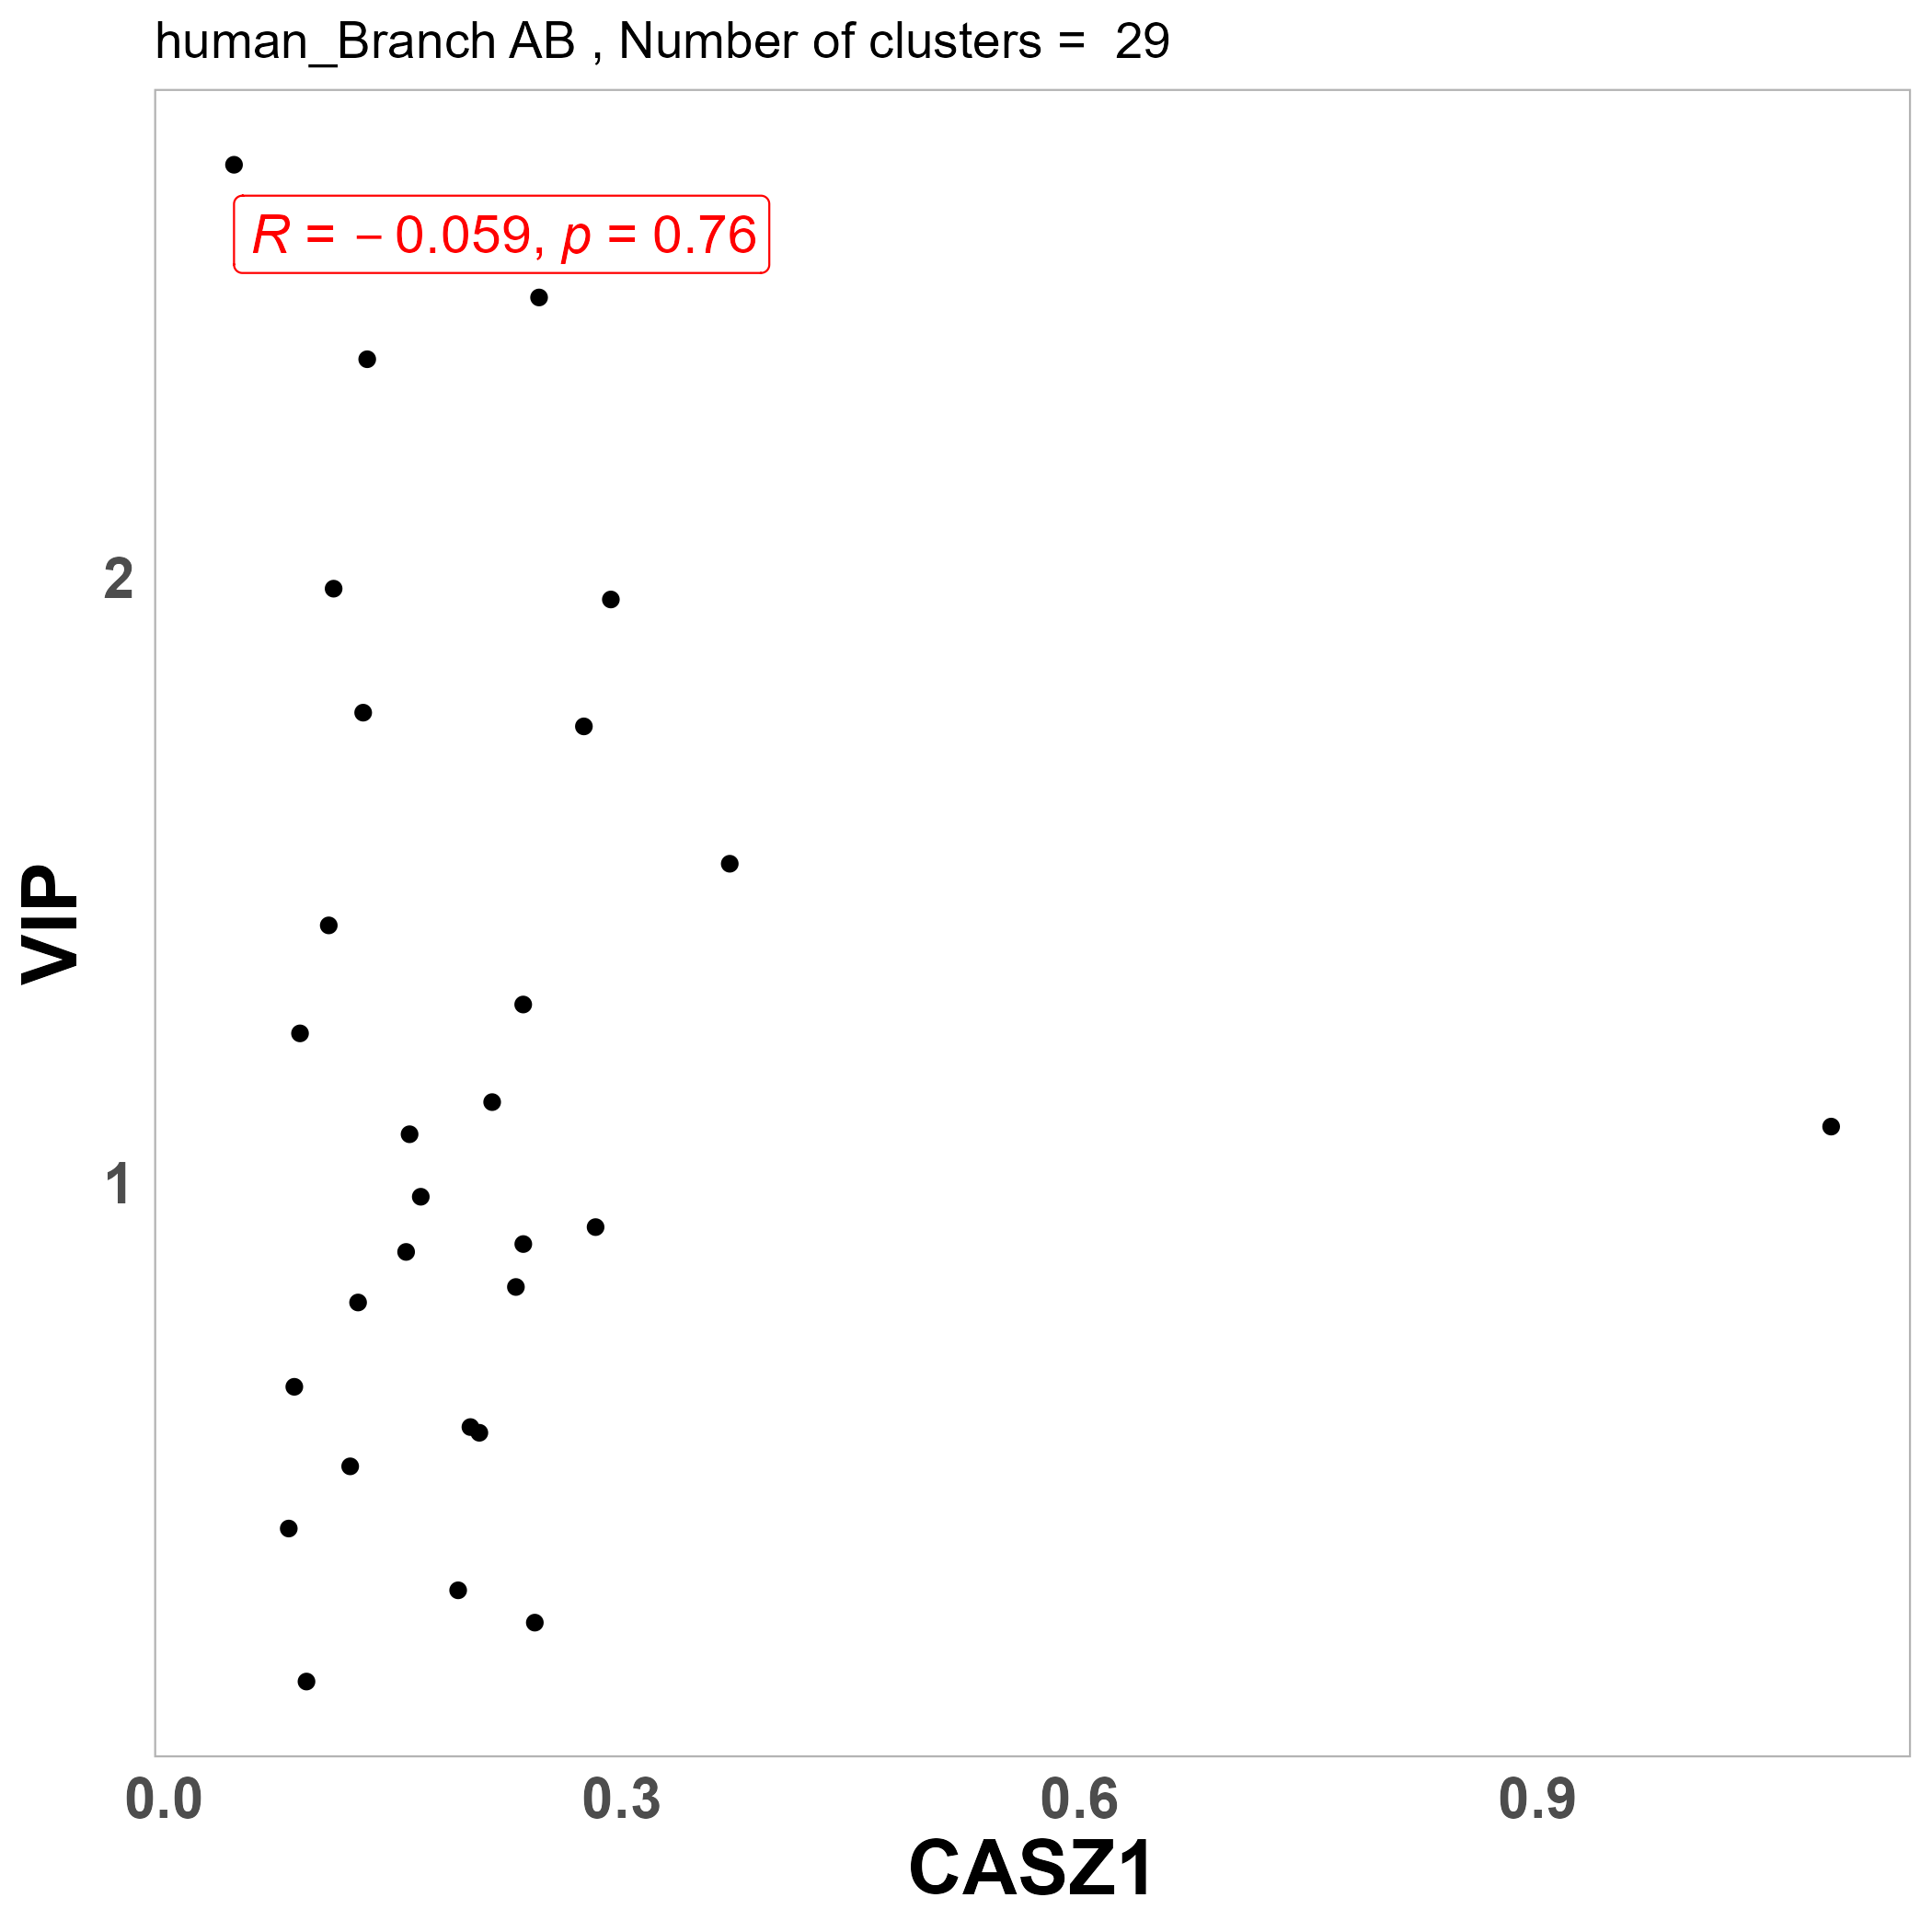 human_Branch AB , Number of clusters =  29
R = − 0.059, p = 0.76
2
VIP
1
0.0 0.3 0.6 0.9
CASZ1